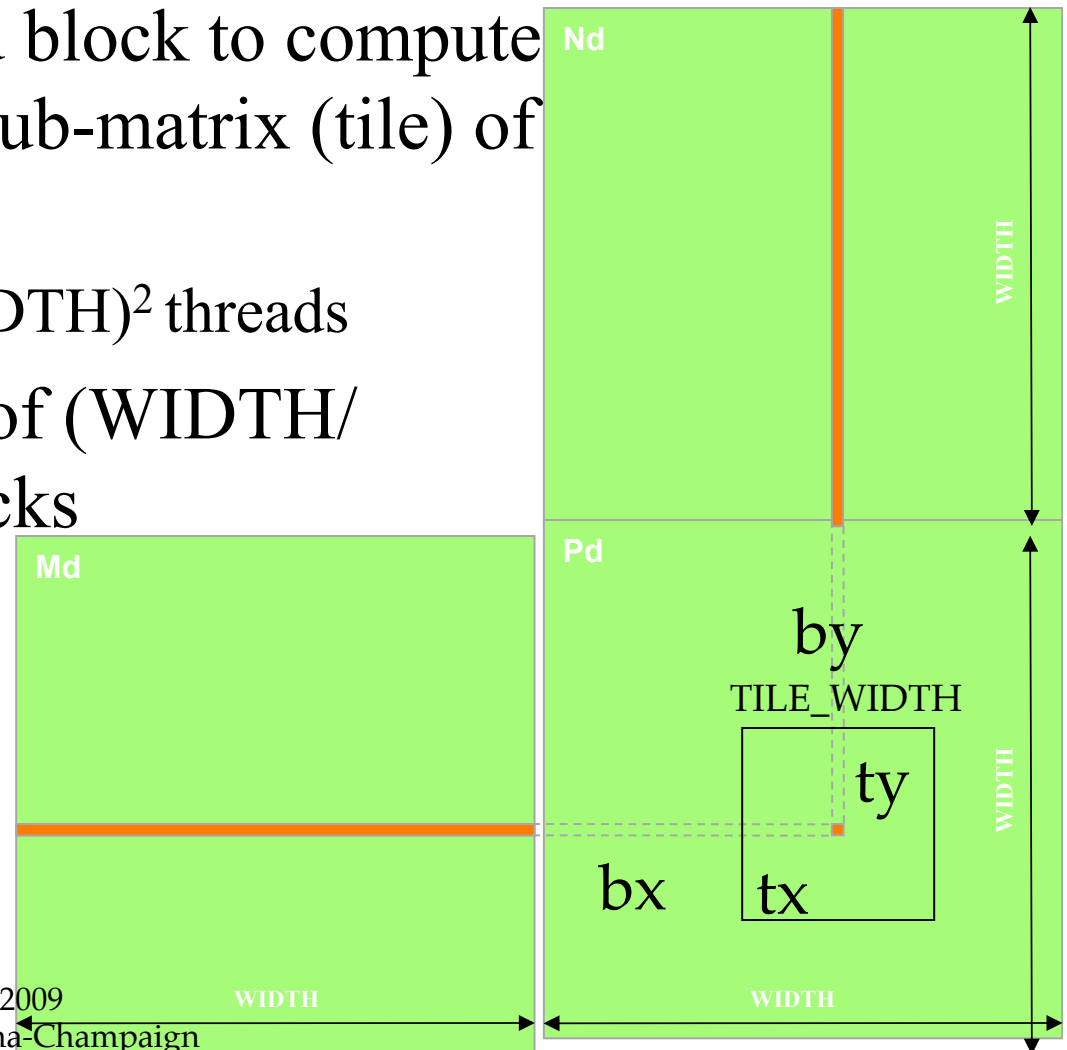 block to compute
ub-matrix (tile) of
DTH)² threads
of (WIDTH/
cks
Nd
WIDTH
Md
Pd
by
TILE_WIDTH
ty
WIDTH
bx
tx
WIDTH
WIDTH
2009
na-Champaign